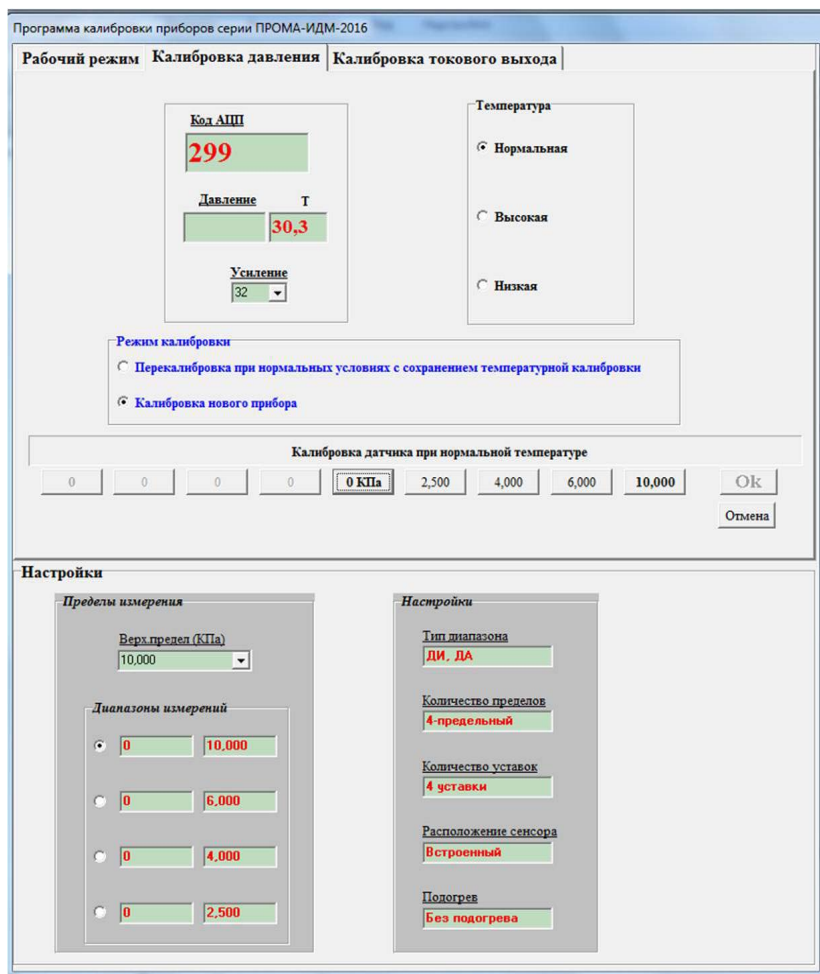 Программа калибровки приборов серии ПРОМА-ИДМ-2016
Рабочий режим Калибровка давления Калибровка токового выхода
Код АЦП
299
Давление Т
30,3
Усиление
32
Температура
Нормальная
Высокая
Низкая
Режим калибровки
Перекалибровка при нормальных условиях с сохранением температурной калибровки
Калибровка нового прибора
Калибровка датчика при нормальной температуре
0 0 0 0 0 КПа 2,500 4,000 6,000 10,000 Ok
Отмена
Настройки
Пределы измерения
Верх.предел (КПа)
10,000
Диапазоны измерений
0 10,000
0 6,000
0 4,000
0 2,500
Настройки
Тип диапазона
ДИ, ДА
Количество пределов
4-предельный
Количество уставок
4 уставки
Расположение сенсора
Встроенный
Подогрев
Без подогрева